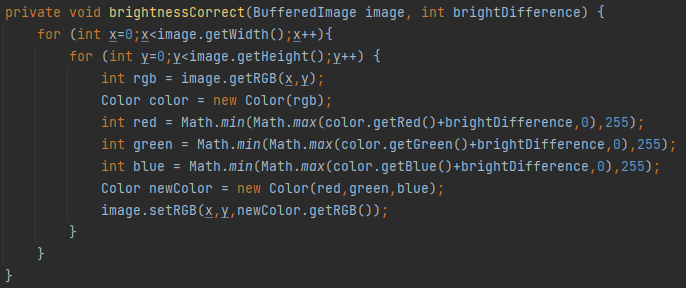 private void brightnessCorrect(BufferedImage image, int brightDifference) {
    for (int x=0;x<image.getWidth();x++){
        for (int y=0;y<image.getHeight();y++) {
            int rgb = image.getRGB(x,y);
            Color color = new Color(rgb);
            int red = Math.min(Math.max(color.getRed()+brightDifference,0),255);
            int green = Math.min(Math.max(color.getGreen()+brightDifference,0),255);
            int blue = Math.min(Math.max(color.getBlue()+brightDifference,0),255);
            Color newColor = new Color(red,green,blue);
            image.setRGB(x,y,newColor.getRGB());
        }
    }
}